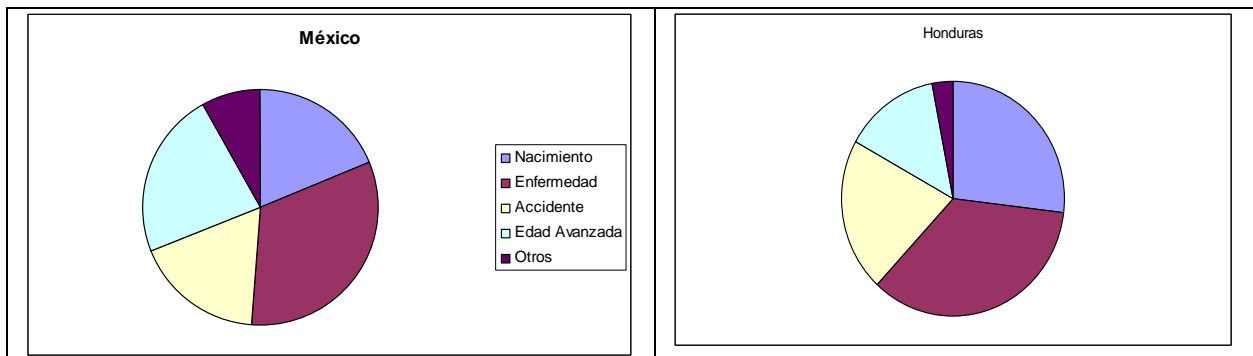 México
Nacimiento
Enfermedad
Accidente
Edad Avanzada
Otros
Honduras